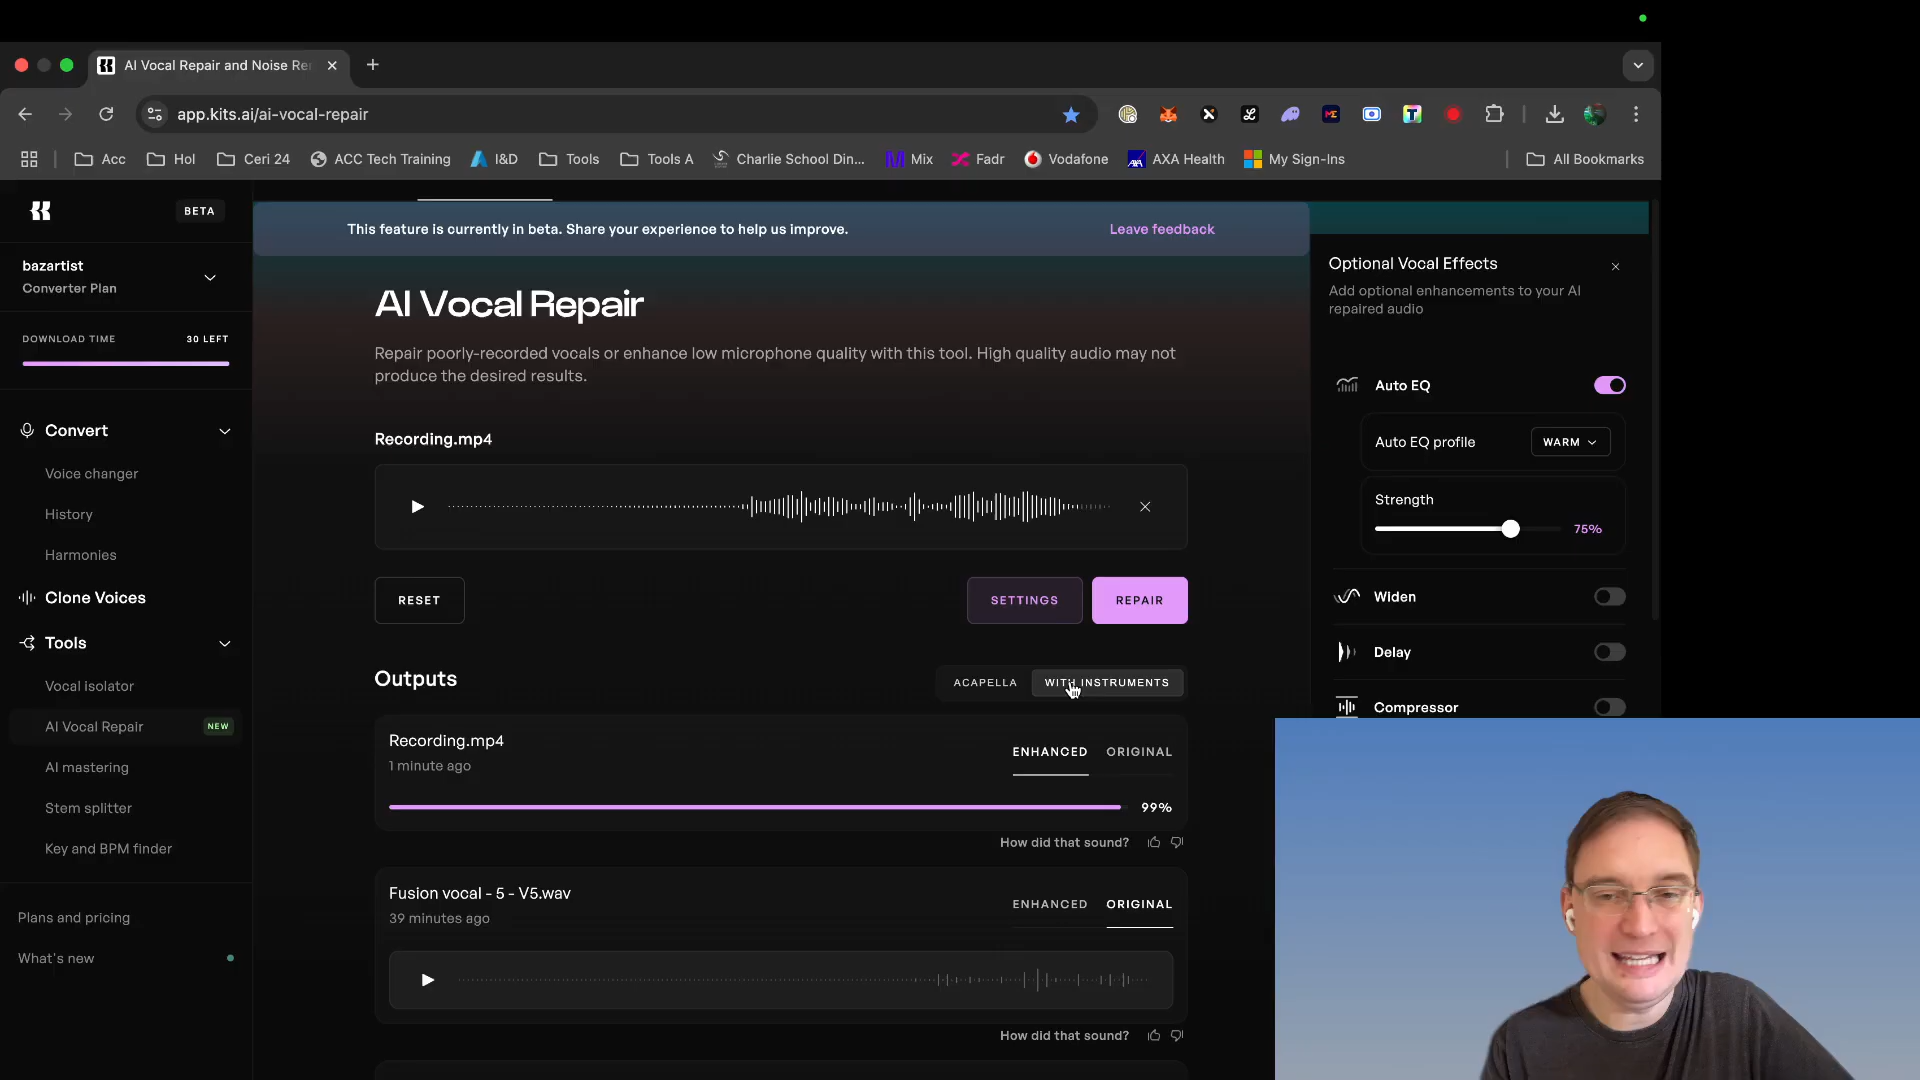 AI Vocal Repair and Noise Re
app.kits.ai/ai-vocal-repair
Acc
Hol
Ceri 24
ACC Tech Training
I&D
Tools
Tools A
Charlie School Din...
Mix
Fadr
Vodafone
AXA Health
My Sign-Ins
All Bookmarks
BETA
bazartist
Converter Plan
DOWNLOAD TIME
30 LEFT
Convert
Voice changer
History
Harmonies
Clone Voices
Tools
Vocal isolator
AI Vocal Repair
NEW
AI mastering
Stem splitter
Key and BPM finder
Plans and pricing
What's new
This feature is currently in beta. Share your experience to help us improve.
Leave feedback
AI Vocal Repair
Repair poorly-recorded vocals or enhance low microphone quality with this tool. High quality audio may not
produce the desired results.
Recording.mp4
RESET
SETTINGS
REPAIR
Outputs
ACAPELLA
WITH INSTRUMENTS
Recording.mp4
1 minute ago
ENHANCED
ORIGINAL
99%
How did that sound?
Fusion vocal - 5 - V5.wav
39 minutes ago
ENHANCED
ORIGINAL
How did that sound?
Optional Vocal Effects
Add optional enhancements to your AI
repaired audio
Auto EQ
Auto EQ profile
WARM
Strength
75%
Widen
Delay
Compressor